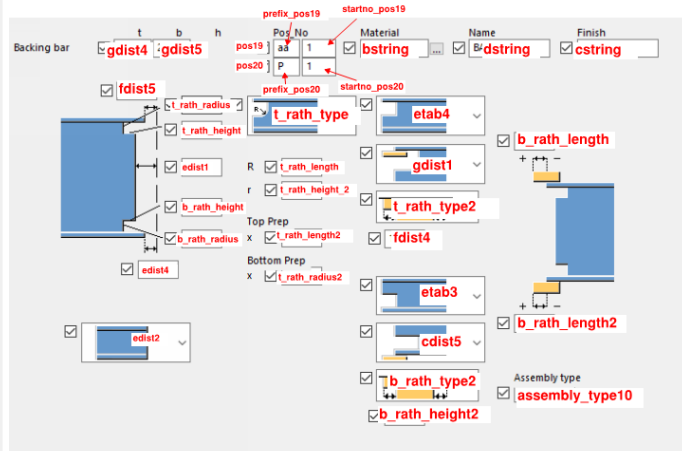 prefix_pos19 startno_pos19
t b h Pos_No Material Name Finish
Backing bar gdist4 gdist5 pos19 aa 1 bstring ... dstring cstring
pos20 P 1
prefix_pos20 startno_pos20
fdist5
t_rath_radius t_rath_type etab4
R
t_rath_height
b_rath_length
+ -
edist1 R t_rath_length gdist1
r t_rath_height_2
b_rath_height t_rath_type2
Top Prep
b_rath_radius x t_rath_length2 fdist4
Bottom Prep
edist4 x t_rath_radius2
etab3
+ -
b_rath_length2
edist2 cdist5
b_rath_type2 Assembly type
assembly_type10
b_rath_height2